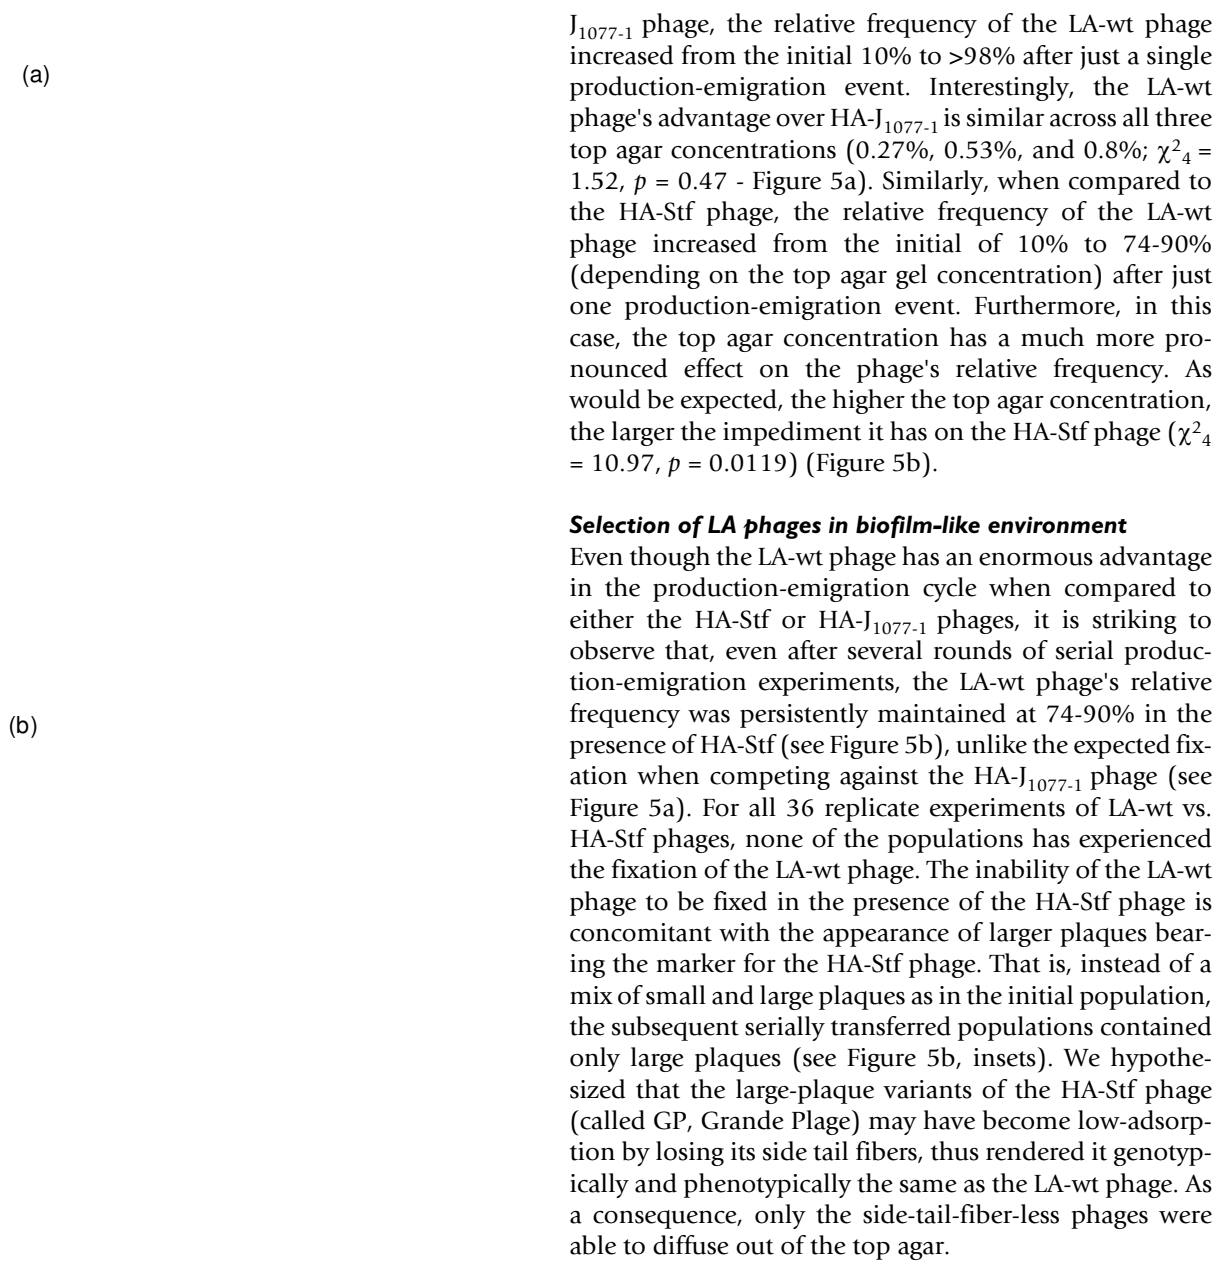 (a)
(b)
J1077-1 phage, the relative frequency of the LA-wt phage
increased from the initial 10% to >98% after just a single
production-emigration event. Interestingly, the LA-wt
phage's advantage over HA-J1077-1 is similar across all three
top agar concentrations (0.27%, 0.53%, and 0.8%; χ²4 =
1.52, p = 0.47 - Figure 5a). Similarly, when compared to
the HA-Stf phage, the relative frequency of the LA-wt
phage increased from the initial of 10% to 74-90%
(depending on the top agar gel concentration) after just
one production-emigration event. Furthermore, in this
case, the top agar concentration has a much more pro-
nounced effect on the phage's relative frequency. As
would be expected, the higher the top agar concentration,
the larger the impediment it has on the HA-Stf phage (χ²4
= 10.97, p = 0.0119) (Figure 5b).
Selection of LA phages in biofilm-like environment
Even though the LA-wt phage has an enormous advantage
in the production-emigration cycle when compared to
either the HA-Stf or HA-J1077-1 phages, it is striking to
observe that, even after several rounds of serial produc-
tion-emigration experiments, the LA-wt phage's relative
frequency was persistently maintained at 74-90% in the
presence of HA-Stf (see Figure 5b), unlike the expected fix-
ation when competing against the HA-J1077-1 phage (see
Figure 5a). For all 36 replicate experiments of LA-wt vs.
HA-Stf phages, none of the populations has experienced
the fixation of the LA-wt phage. The inability of the LA-wt
phage to be fixed in the presence of the HA-Stf phage is
concomitant with the appearance of larger plaques bear-
ing the marker for the HA-Stf phage. That is, instead of a
mix of small and large plaques as in the initial population,
the subsequent serially transferred populations contained
only large plaques (see Figure 5b, insets). We hypothe-
sized that the large-plaque variants of the HA-Stf phage
(called GP, Grande Plage) may have become low-adsorp-
tion by losing its side tail fibers, thus rendered it genotyp-
ically and phenotypically the same as the LA-wt phage. As
a consequence, only the side-tail-fiber-less phages were
able to diffuse out of the top agar.